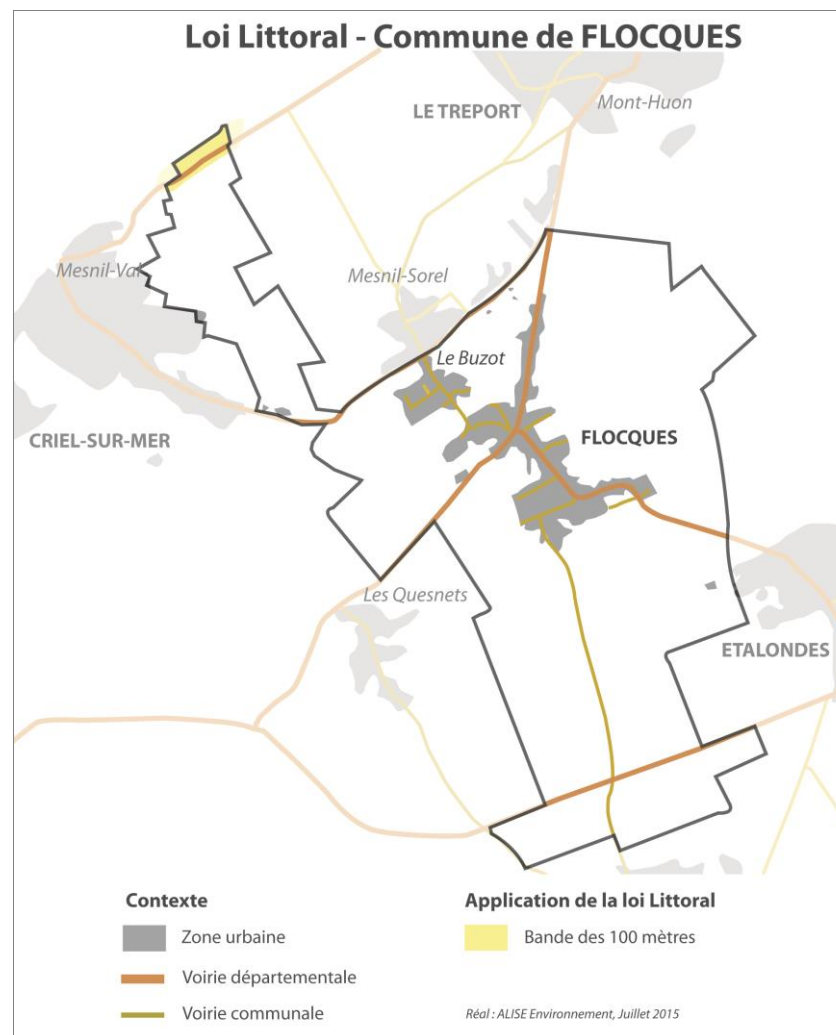 Loi Littoral - Commune de FLOCQUES
Mont-Huon
LE TREPORT
Mesnil-Val
Mesnil-Sorel
Le Buzot
CRIEL-SUR-MER
FLOCQUES
Les Quesnets
ETALONDES
Contexte
Zone urbaine
Voirie départementale
Voirie communale
Application de la loi Littoral
Bande des 100 mètres
Réal : ALISE Environnement, Juillet 2015